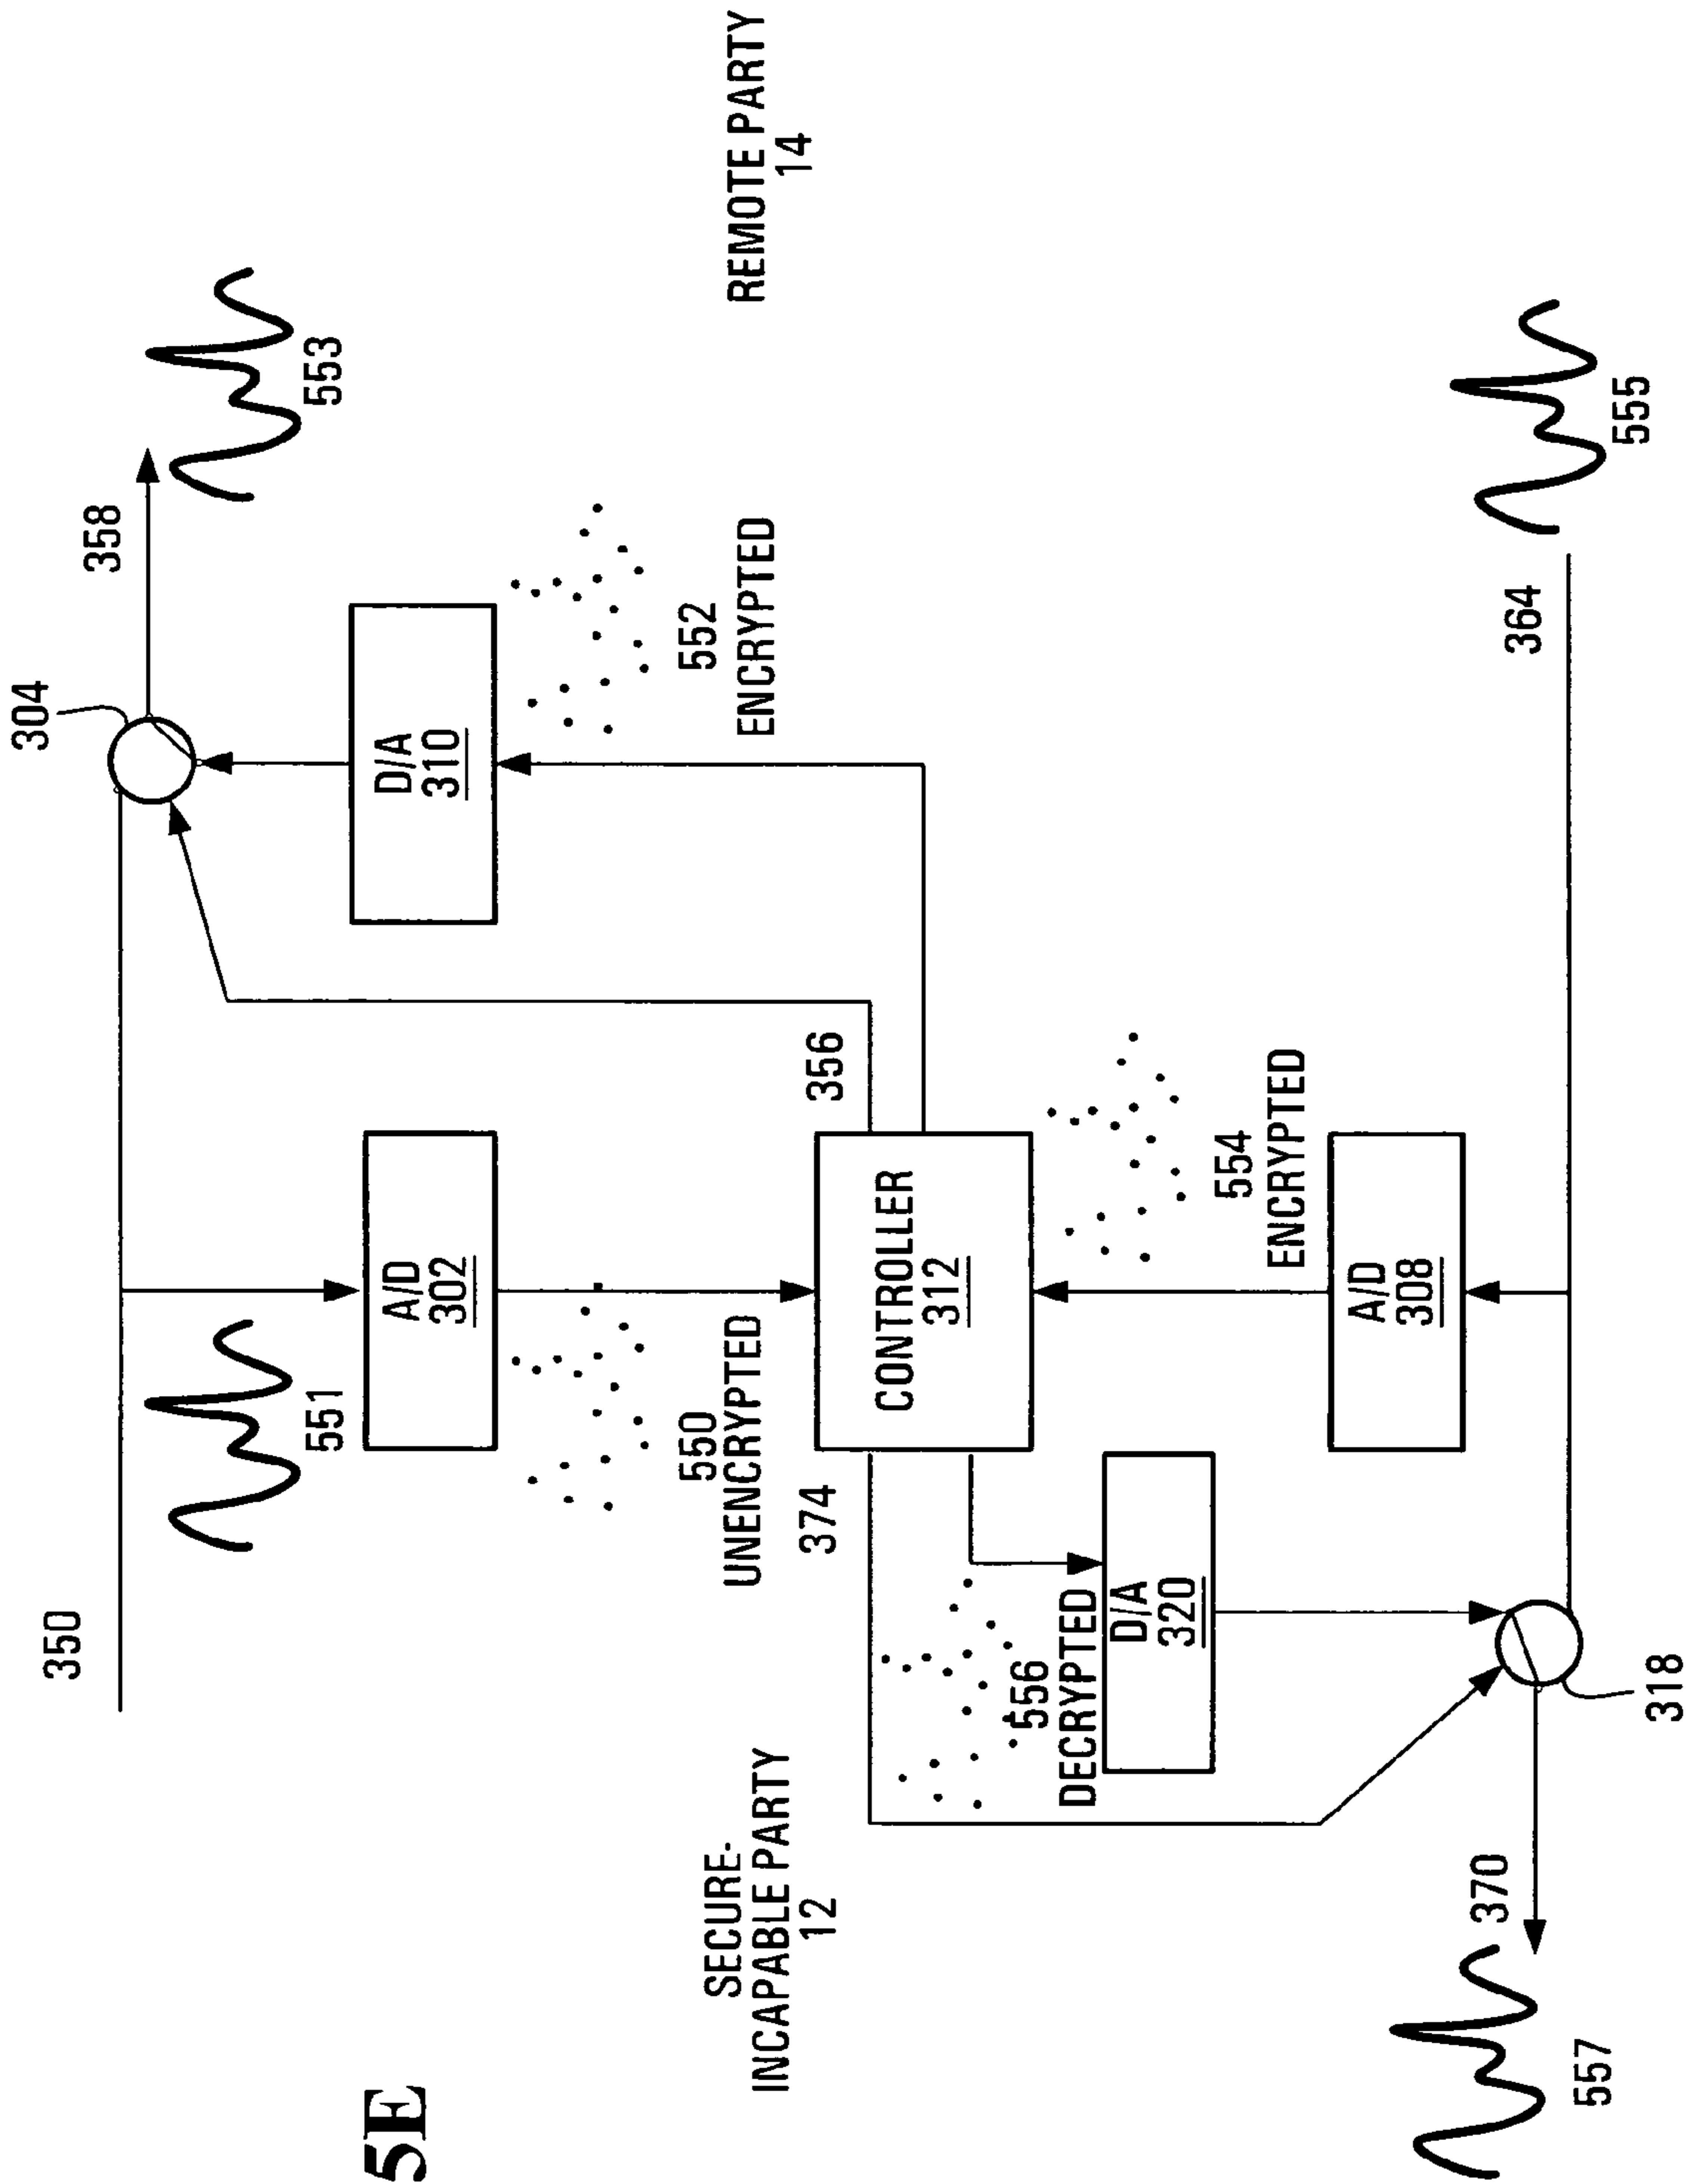 5E
350
551
304
358
553
A/D
302
D/A
310
550
UNENCRYPTED
552
ENCRYPTED
SECURE-
INCAPABLE PARTY
12
REMOTE PARTY
14
374
356
CONTROLLER
312
556
DECRYPTED
D/A
320
554
ENCRYPTED
A/D
308
370
364
557
318
555